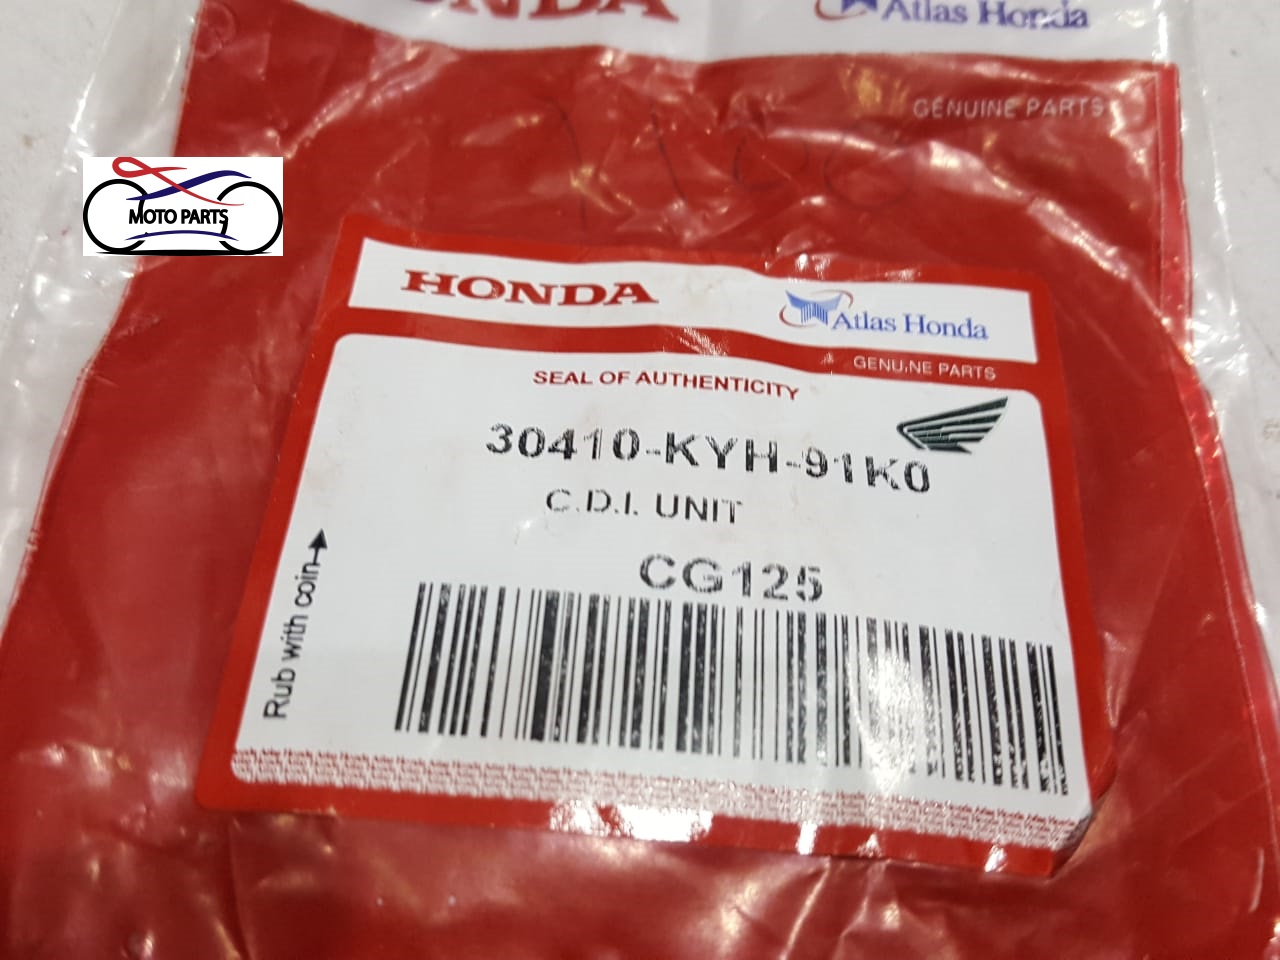 HONDA
Atlas Honda
GENUINE PARTS
MOTO PARTS
HONDA
Atlas Honda
GENUINE PARTS
SEAL OF AUTHENTICITY
30410-KYH-91K0
C.D.I. UNIT
CG125
Rub with coin